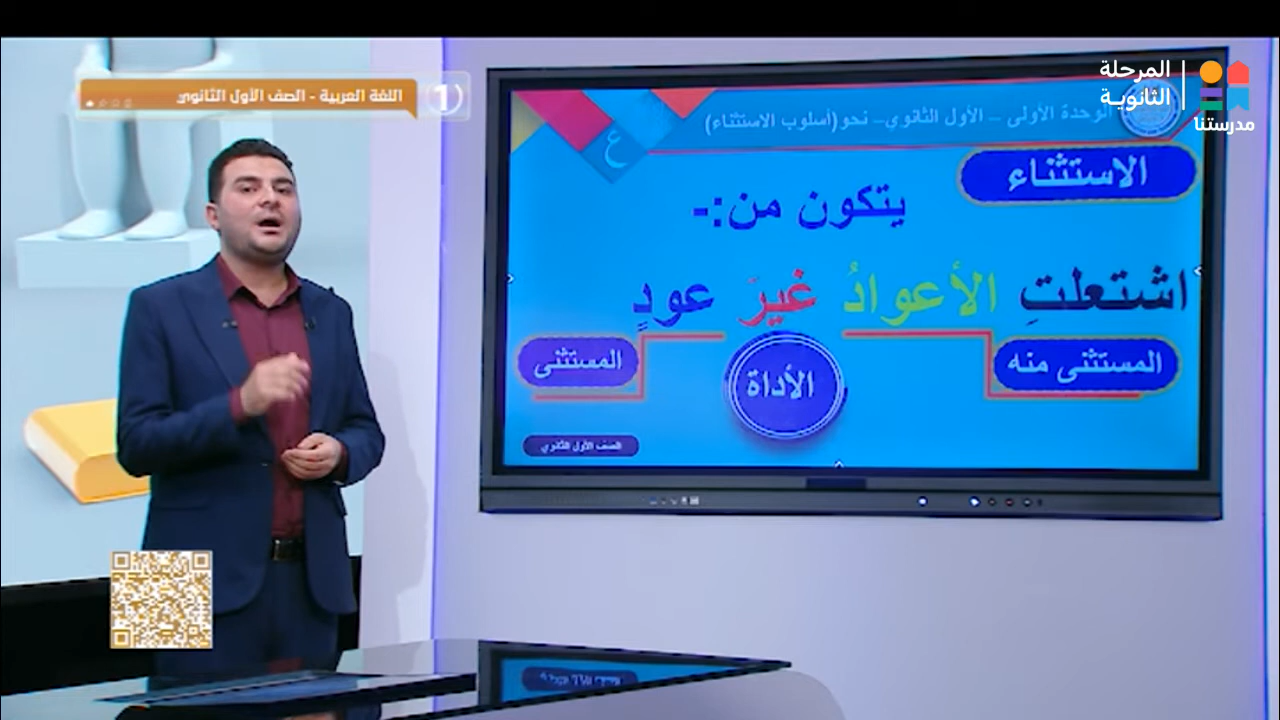 المرحلة
الثانوية
مدرستنا
اللغة العربية - الصف الأول الثانوي
1
الوحدة الأولى – الأول الثانوي– نحو(أسلوب الاستثناء)
ع
الاستثناء
يتكون من:-
اشتعلتِ الأعوادُ غيرَ عودٍ
المستثنى منه
الأداة
المستثنى
الصف الأول الثانوي